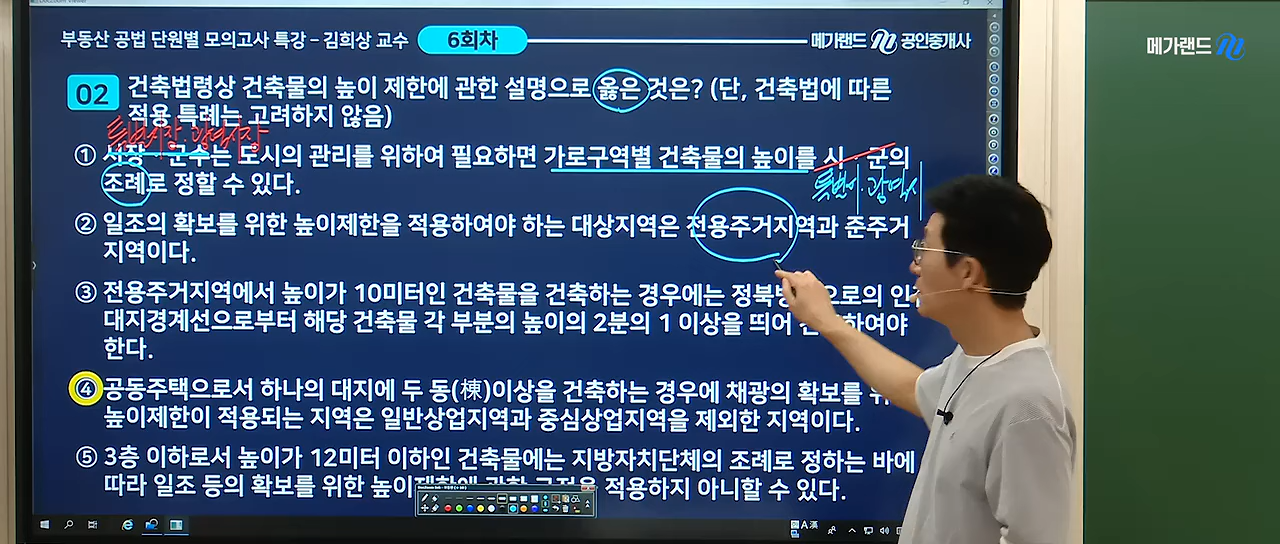 부동산 공법 단원별 모의고사 특강 – 김희상 교수 6회차 메가랜드 공인중개사
메가랜드
02 건축법령상 건축물의 높이 제한에 관한 설명으로 옳은 것은? (단, 건축법에 따른
적용 특례는 고려하지 않음)
특별시장·광역시장
① 시장·군수는 도시의 관리를 위하여 필요하면 가로구역별 건축물의 높이를 시·군의
특별시·광역시
조례로 정할 수 있다.
② 일조의 확보를 위한 높이제한을 적용하여야 하는 대상지역은 전용주거지역과 준주거
지역이다.
③ 전용주거지역에서 높이가 10미터인 건축물을 건축하는 경우에는 정북
대지경계선으로부터 해당 건축물 각 부분의 높이의 2분의 1 이상을 띄어
한다.
④ 공동주택으로서 하나의 대지에 두 동(棟)이상을 건축하는 경우에 채광의 확보를
높이제한이 적용되는 지역은 일반상업지역과 중심상업지역을 제외한 지역이다.
⑤ 3층 이하로서 높이가 12미터 이하인 건축물에는 지방자치단체의 조례로 정하는 바에
따라 일조 등의 확보를 위한 적용하지 아니할 수 있다.
A 漢